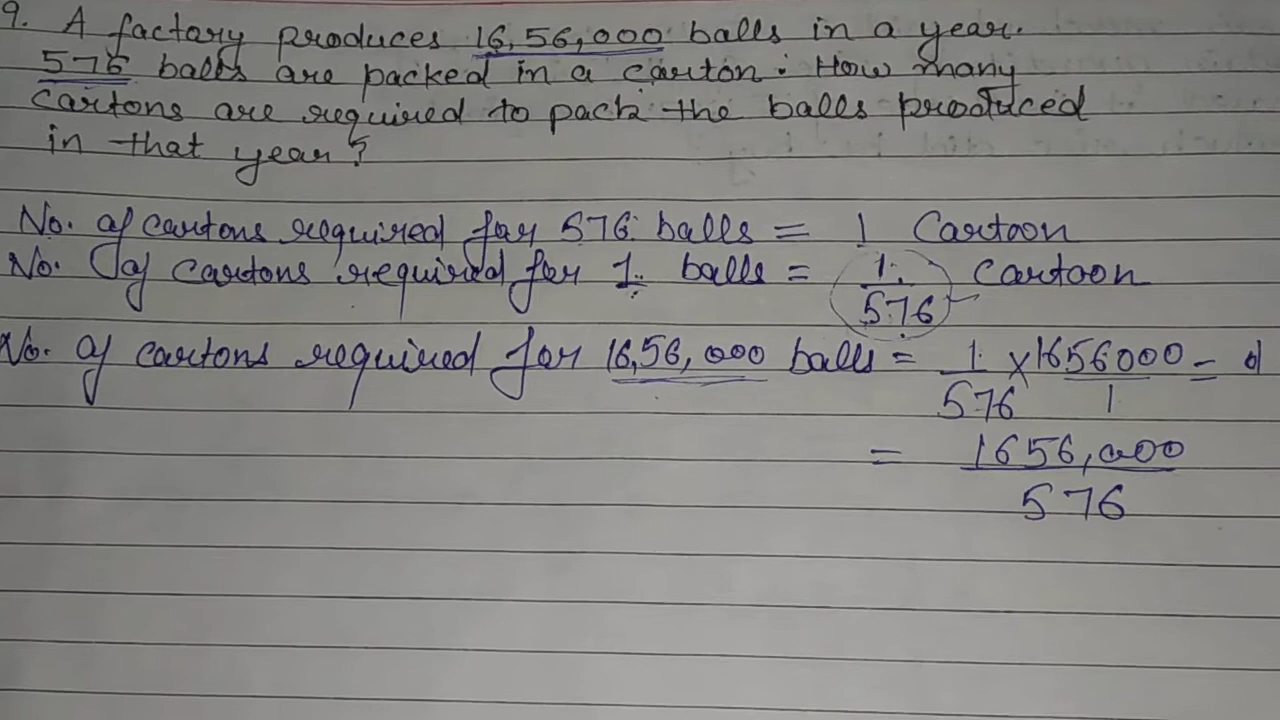 9. A factory produces 16,56,000 balls in a year.
576 balls are packed in a carton. How many
cartons are required to pack the balls produced
in that year?
No. of cartons required for 576 balls = 1 Cartoon
No. of cartons required for 1 balls = 1/576 cartoon
No. of cartons required for 16,56,000 balls = 1/576 × 1656000/1 =
= 1656,000/576